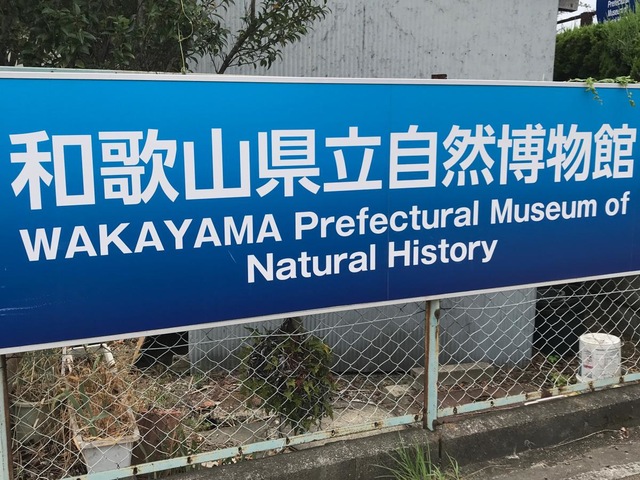 和歌山県立自然博物館
WAKAYAMA Prefectural Museum of
Natural History